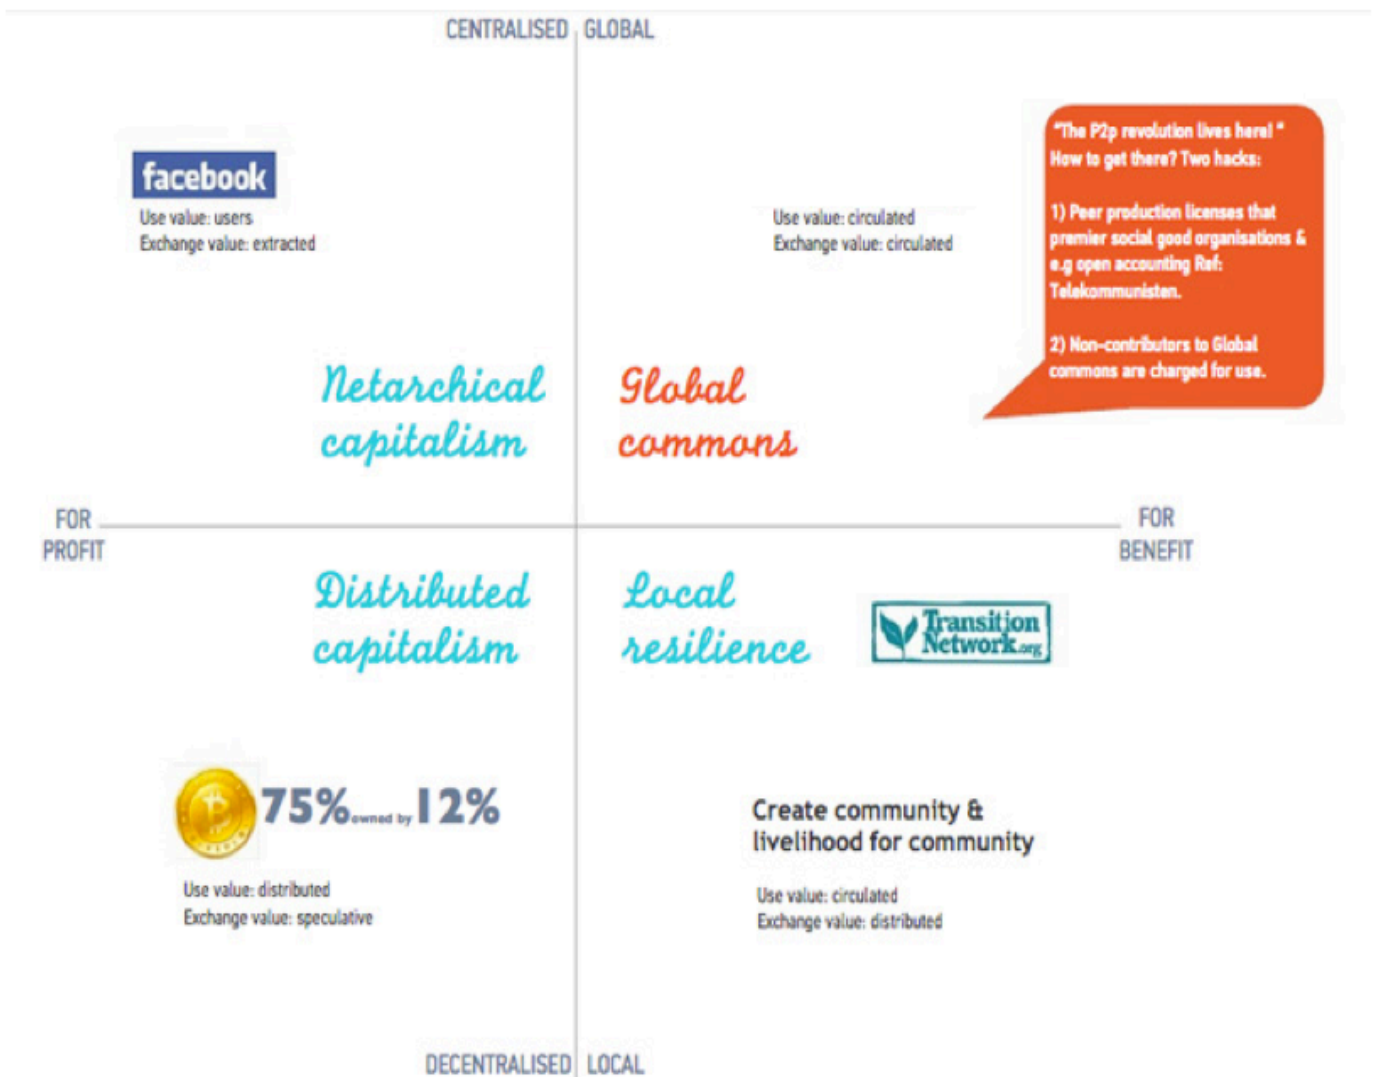 CENTRALISED GLOBAL
facebook
Use value: users
Exchange value: extracted
Use value: circulated
Exchange value: circulated
"The P2p revolution lives here! "
How to get there? Two hacks:
1) Peer production licenses that
premier social good organisations &
e.g open accounting Ref:
Telekommunisten.
2) Non-contributors to Global
commons are charged for use.
Netarchical
capitalism
Global
commons
FOR
PROFIT
FOR
BENEFIT
Distributed
capitalism
Local
resilience
Transition
Network.org
75% owned by 12%
Use value: distributed
Exchange value: speculative
Create community &
livelihood for community
Use value: circulated
Exchange value: distributed
DECENTRALISED LOCAL